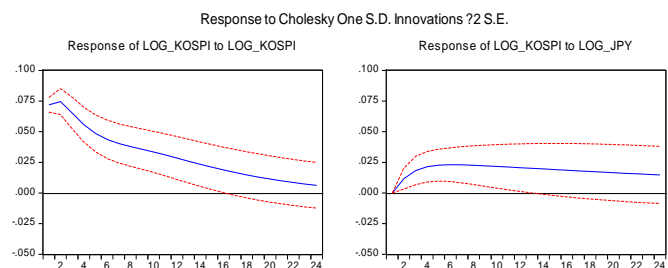 Response to Cholesky One S.D. Innovations ?2 S.E.
Response of LOG_KOSPI to LOG_KOSPI
.100
.075
.050
.025
.000
-.025
-.050
2 4 6 8 10 12 14 16 18 20 22 24
Response of LOG_KOSPI to LOG_JPY
.100
.075
.050
.025
.000
-.025
-.050
2 4 6 8 10 12 14 16 18 20 22 24